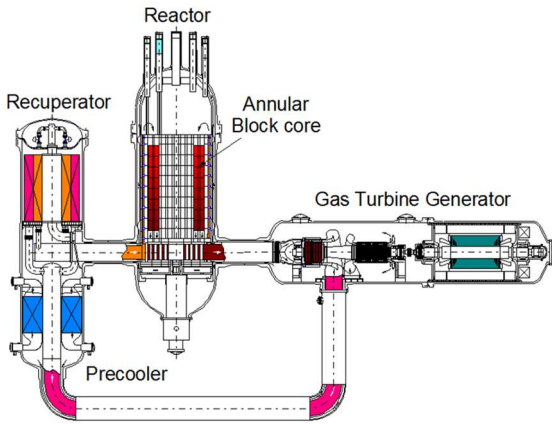 Reactor
Recuperator
Annular
Block core
Gas Turbine Generator
Precooler